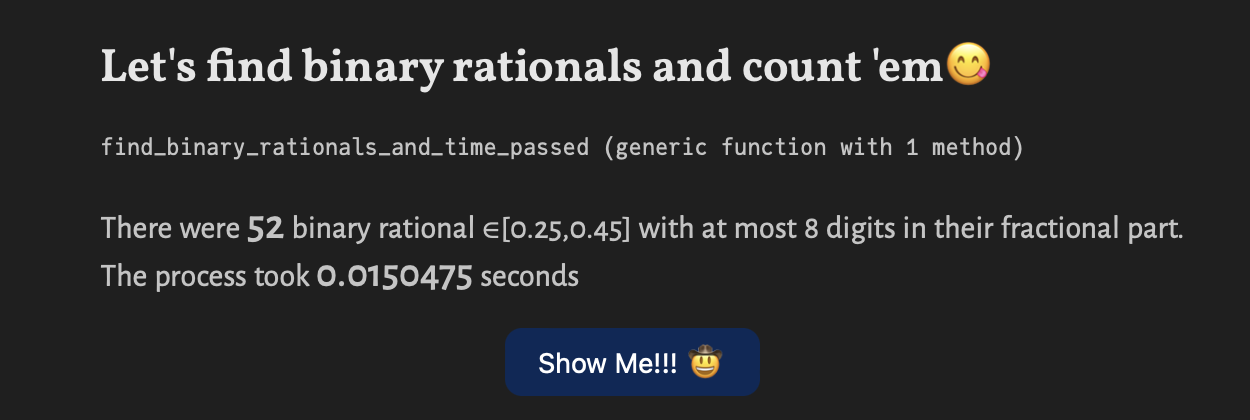 Let's find binary rationals and count 'em😋
find_binary_rationals_and_time_passed (generic function with 1 method)
There were 52 binary rational ∈[0.25,0.45] with at most 8 digits in their fractional part.
The process took 0.0150475 seconds
Show Me!!! 🤠